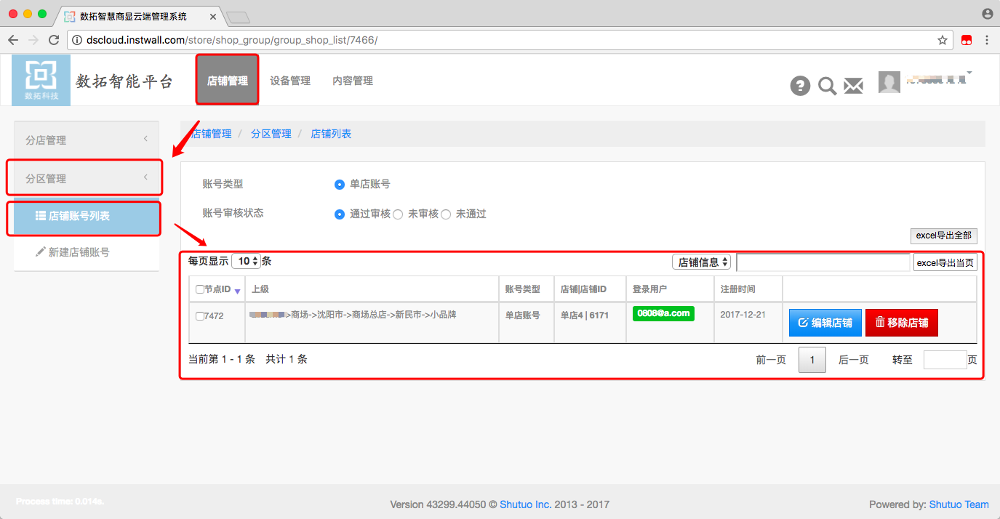 数拓智慧商显云端管理系统
dscloud.instwall.com/store/shop_group/group_shop_list/7466/
数拓科技
数拓智能平台
店铺管理 设备管理 内容管理
分店管理
分区管理
店铺账号列表
新建店铺账号
店铺管理 / 分区管理 / 店铺列表
账号类型 单店账号
账号审核状态 通过审核 未审核 未通过
excel导出全部
每页显示 10 条 店铺信息 excel导出当页
节点ID 上级 账号类型 店铺|店铺ID 登录用户 注册时间
7472 >商场->沈阳市->商场总店->新民市->小品牌 单店账号 单店4 | 6171 0808@a.com 2017-12-21 编辑店铺 移除店铺
当前第 1 - 1 条 共计 1 条 前一页 1 后一页 转至 页
Process time: 0.014s.
Version 43299.44050 © Shutuo Inc. 2013 - 2017
Powered by: Shutuo Team